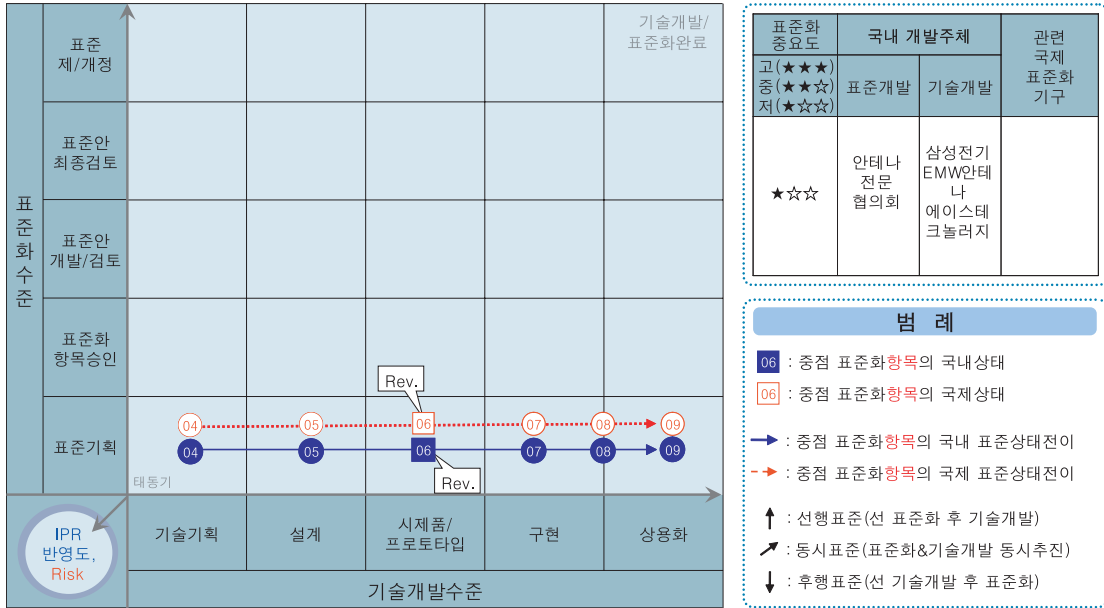 표준화수준
표준
제/개정
표준안
최종검토
표준안
개발/검토
표준화
항목승인
표준기획
기술개발/
표준화완료
Rev.
04
05
06
07
08
09
04
05
06
07
08
09
Rev.
태동기
IPR
반영도,
Risk
기술기획
설계
시제품/
프로토타입
구현
상용화
기술개발수준
표준화
중요도
고(★★★)
중(★★☆)
저(★☆☆)
국내 개발주체
표준개발
기술개발
관련
국제
표준화
기구
★☆☆
안테나
전문
협의회
삼성전기
EMW안테
나
에이스테
크놀러지
범 례
06 : 중점 표준화항목의 국내상태
06 : 중점 표준화항목의 국제상태
: 중점 표준화항목의 국내 표준상태전이
: 중점 표준화항목의 국제 표준상태전이
: 선행표준(선 표준화 후 기술개발)
: 동시표준(표준화&기술개발 동시추진)
: 후행표준(선 기술개발 후 표준화)